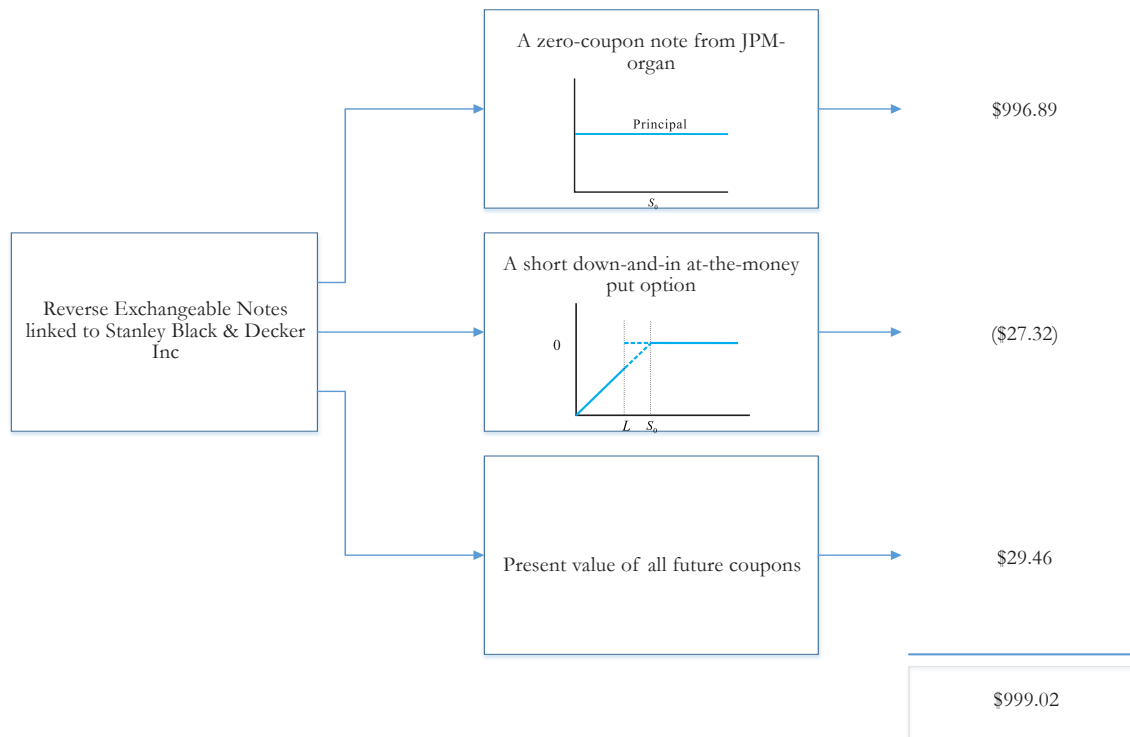 A zero-coupon note from JPM-
organ
Principal
S₀
$996.89
Reverse Exchangeable Notes
linked to Stanley Black & Decker
Inc
A short down-and-in at-the-money
put option
0
L S₀
($27.32)
Present value of all future coupons
$29.46
$999.02